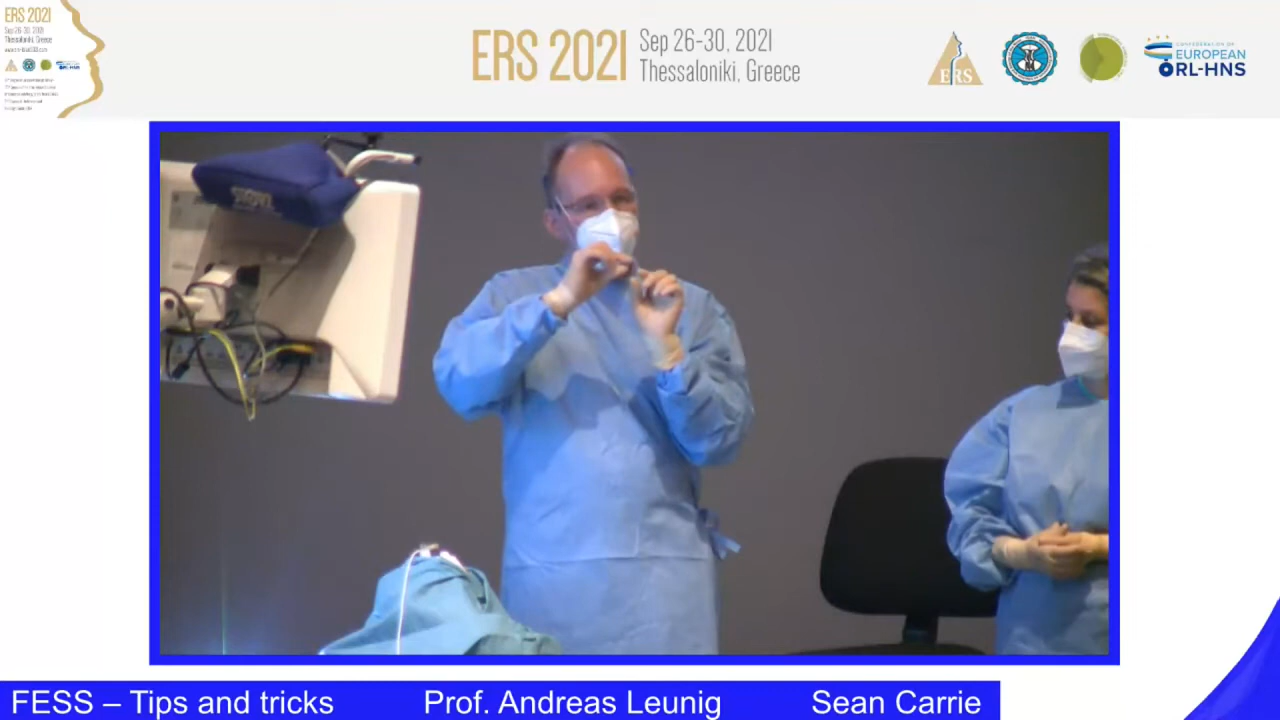 ERS 2021
Sep 26-30, 2021
Thessaloniki, Greece
ERS 2021
Sep 26-30, 2021
Thessaloniki, Greece
ERS
CONFEDERATION OF
EUROPEAN
ORL-HNS
FESS – Tips and tricks
Prof. Andreas Leunig
Sean Carrie